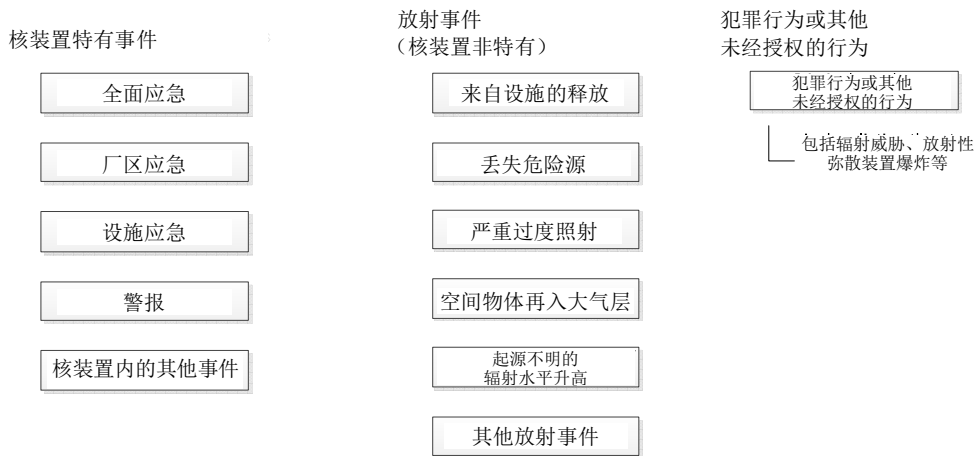 核装置特有事件
全面应急
厂区应急
设施应急
警报
核装置内的其他事件
放射事件
（核装置非特有）
来自设施的释放
丢失危险源
严重过度照射
空间物体再入大气层
起源不明的
辐射水平升高
其他放射事件
犯罪行为或其他
未经授权的行为
犯罪行为或其他
未经授权的行为
包括辐射威胁、放射性
弥散装置爆炸等